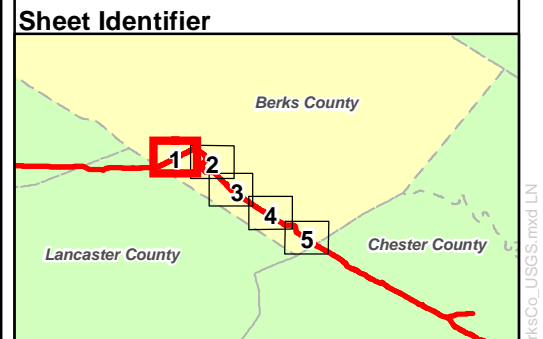 Sheet Identifier
Berks County
1
2
3
4
5
Chester County
Lancaster County
rksCo_USGS.mxd LN